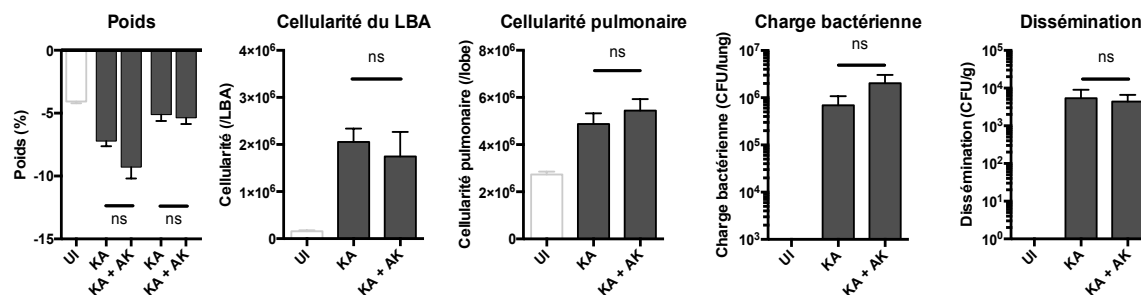 Poids
Poids (%)
0
-5
-10
-15
ns
ns
UI
KA
KA + AK
KA
KA + AK
Cellularité du LBA
Cellularité (/LBA)
4×10⁶
3×10⁶
2×10⁶
1×10⁶
0
ns
UI
KA
KA + AK
Cellularité pulmonaire
Cellularité pulmonaire (/lobe)
8×10⁶
6×10⁶
4×10⁶
2×10⁶
0
ns
UI
KA
KA + AK
Charge bactérienne
Charge bactérienne (CFU/lung)
10⁷
10⁶
10⁵
10⁴
10³
ns
UI
KA
KA + AK
Dissémination
Dissémination (CFU/g)
10⁵
10⁴
10³
10²
10¹
10⁰
ns
UI
KA
KA + AK